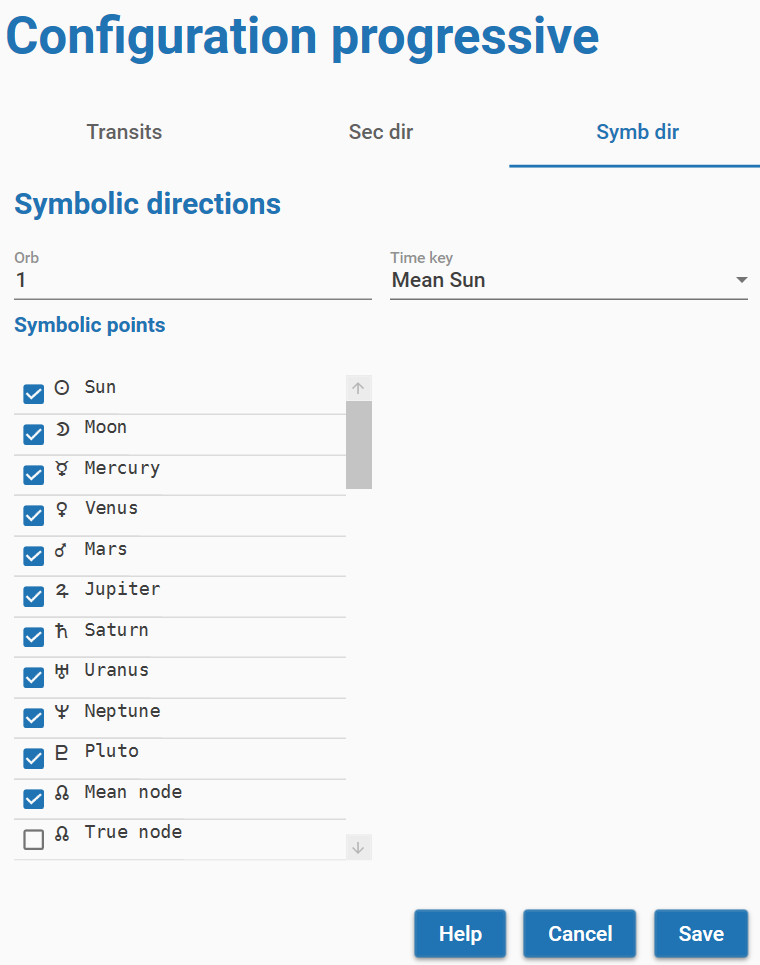 Configuration progressive
Transits Sec dir Symb dir
Symbolic directions
Orb Time key
1 Mean Sun
Symbolic points
☉ Sun
☽ Moon
☿ Mercury
♀ Venus
♂ Mars
♃ Jupiter
♄ Saturn
♅ Uranus
♆ Neptune
♇ Pluto
☊ Mean node
☊ True node
Help Cancel Save